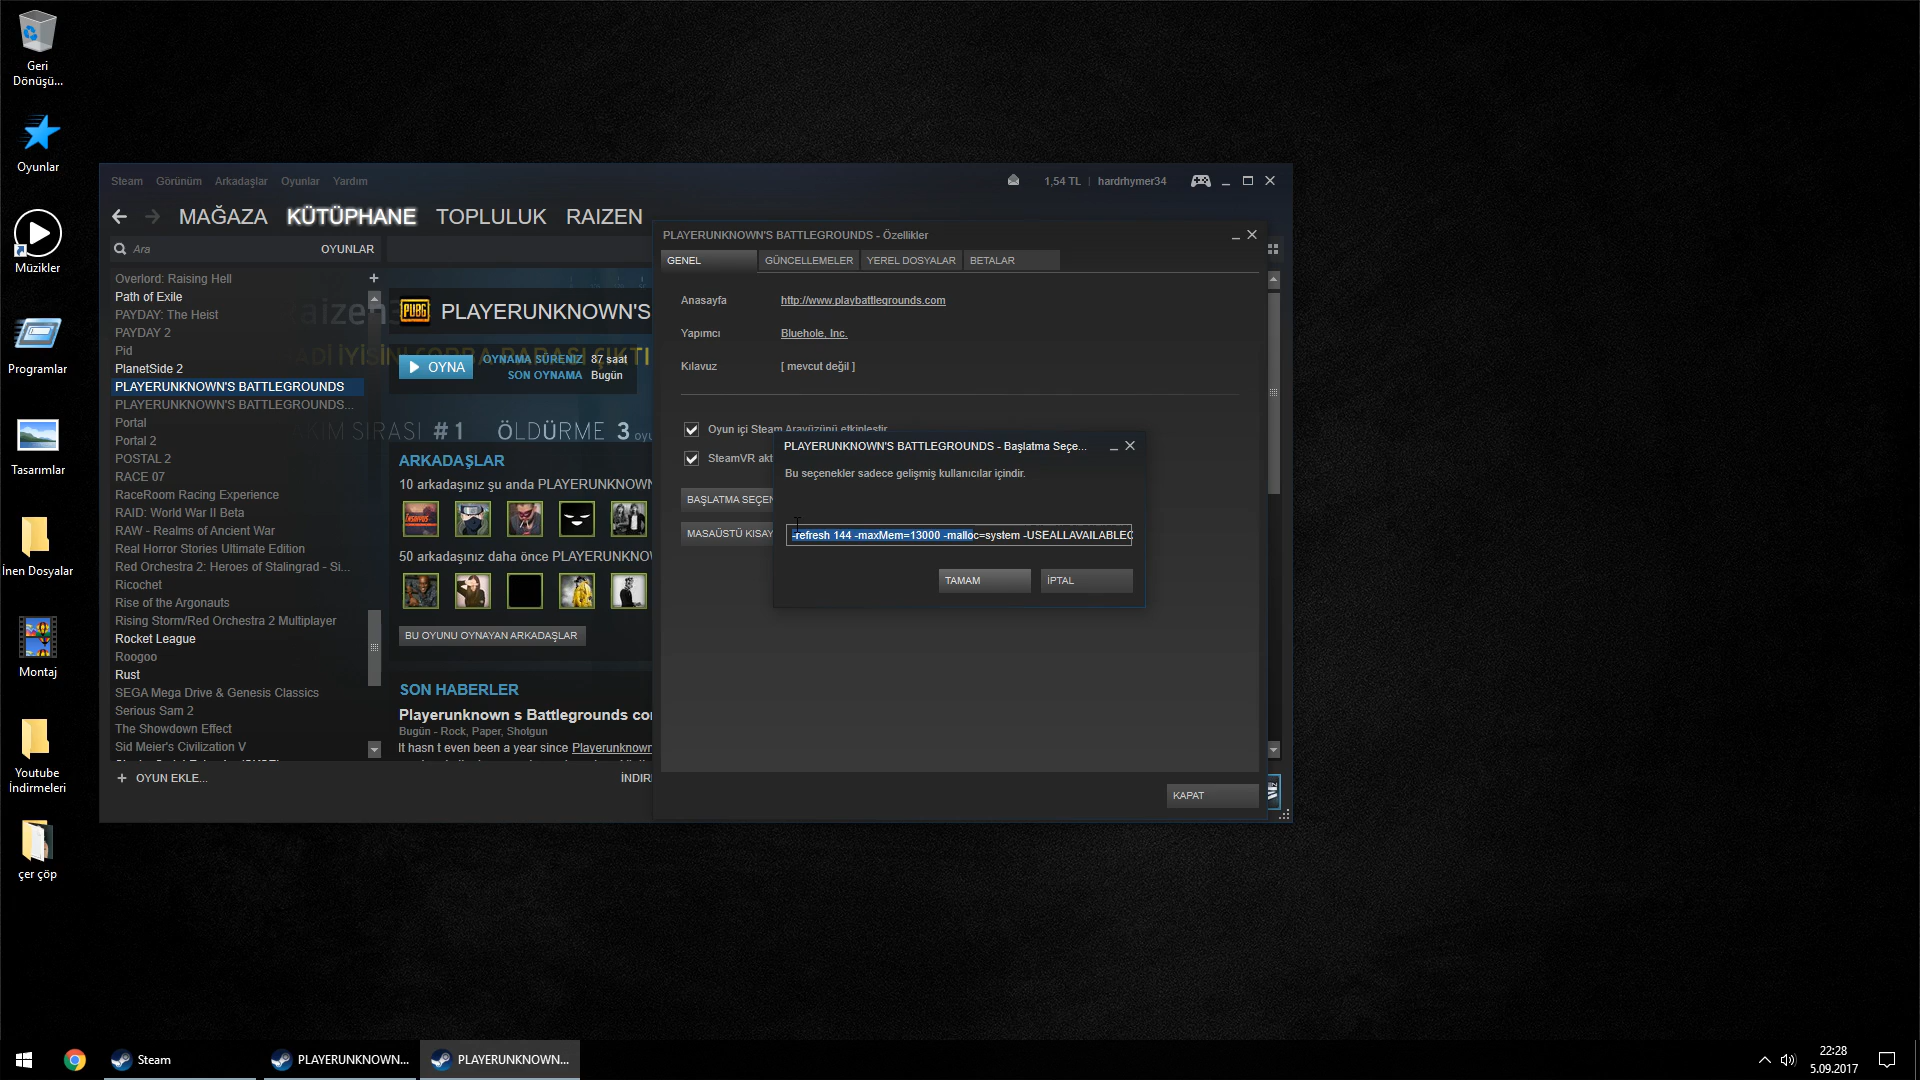 Geri
Dönüşü...
Oyunlar
Müzikler
Programlar
Tasarımlar
İnen Dosyalar
Montaj
Youtube
İndirmeleri
çer çöp
Steam Görünüm Arkadaşlar Oyunlar Yardım
1,54 TL | hardrhymer34
MAĞAZA KÜTÜPHANE TOPLULUK RAIZEN
Ara OYUNLAR
Overlord: Raising Hell
Path of Exile
PAYDAY: The Heist
PAYDAY 2
Pid
PlanetSide 2
PLAYERUNKNOWN'S BATTLEGROUNDS
PLAYERUNKNOWN'S BATTLEGROUNDS...
Portal
Portal 2
POSTAL 2
RACE 07
RaceRoom Racing Experience
RAID: World War II Beta
RAW - Realms of Ancient War
Real Horror Stories Ultimate Edition
Red Orchestra 2: Heroes of Stalingrad - Si...
Ricochet
Rise of the Argonauts
Rising Storm/Red Orchestra 2 Multiplayer
Rocket League
Roogoo
Rust
SEGA Mega Drive & Genesis Classics
Serious Sam 2
The Showdown Effect
Sid Meier's Civilization V
+ OYUN EKLE...
PUBG
PLAYERUNKNOWN'S
OYNA
OYNAMA SÜRENİZ 87 saat
SON OYNAMA Bugün
SIRASI #1 ÖLDÜRME 3
ARKADAŞLAR
10 arkadaşınız şu anda PLAYERUNKNOWN
50 arkadaşınız daha önce PLAYERUNKNOWN
BU OYUNU OYNAYAN ARKADAŞLAR
SON HABERLER
Playerunknown s Battlegrounds
Bugün - Rock, Paper, Shotgun
It hasn t even been a year since Playerunknown
PLAYERUNKNOWN'S BATTLEGROUNDS - Özellikler
GENEL GÜNCELLEMELER YEREL DOSYALAR BETALAR
Anasayfa http://www.playbattlegrounds.com
Yapımcı Bluehole, Inc.
Kılavuz [ mevcut değil ]
Oyun içi Steam Arayüzünü etkinleştir
SteamVR
BAŞLATMA
MASAÜSTÜ
PLAYERUNKNOWN'S BATTLEGROUNDS - Başlatma Seçe...
Bu seçenekler sadece gelişmiş kullanıcılar içindir.
-refresh 144 -maxMem=13000 -malloc=system -USEALLAVAILABLEC
TAMAM İPTAL
KAPAT
Steam PLAYERUNKNOWN... PLAYERUNKNOWN...
22:28
5.09.2017